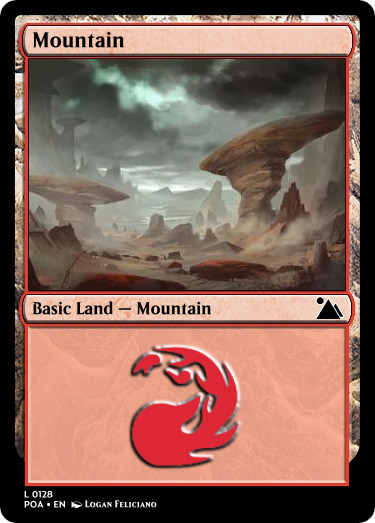 Mountain
Basic Land — Mountain
L 0128
POA • EN Logan Feliciano